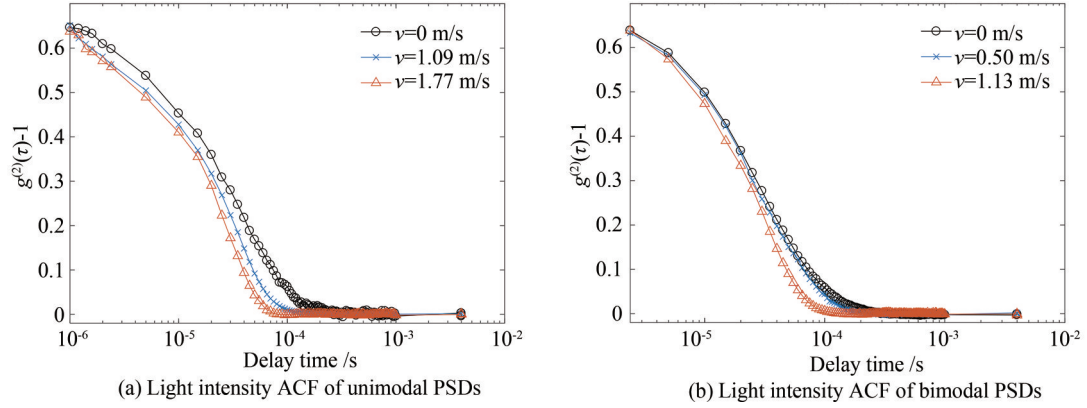 0.6
0.5
0.4
0.3
0.2
0.1
0
g⁽²⁾(τ)-1
v=0 m/s
v=1.09 m/s
v=1.77 m/s
10⁻⁶ 10⁻⁵ 10⁻⁴ 10⁻³ 10⁻²
Delay time /s
(a) Light intensity ACF of unimodal PSDs
0.6
0.5
0.4
0.3
0.2
0.1
0
g⁽²⁾(τ)-1
v=0 m/s
v=0.50 m/s
v=1.13 m/s
10⁻⁵ 10⁻⁴ 10⁻³ 10⁻²
Delay time /s
(b) Light intensity ACF of bimodal PSDs